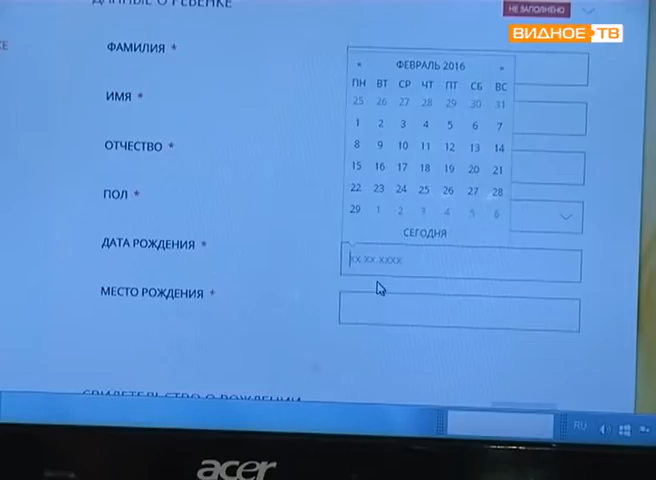 ДАННЫЕ О РЕБЕНКЕ
НЕ ЗАПОЛНЕНО
ВИДНОЕ ТВ
ФАМИЛИЯ *
ИМЯ *
ОТЧЕСТВО *
ПОЛ *
ДАТА РОЖДЕНИЯ *
МЕСТО РОЖДЕНИЯ *
« ФЕВРАЛЬ 2016 »
ПН ВТ СР ЧТ ПТ СБ ВС
25 26 27 28 29 30 31
1 2 3 4 5 6 7
8 9 10 11 12 13 14
15 16 17 18 19 20 21
22 23 24 25 26 27 28
29 1 2 3 4 5 6
СЕГОДНЯ
xx.xx.xxxx
СВИДЕТЕЛЬСТВО О РОЖДЕНИИ
RU
acer